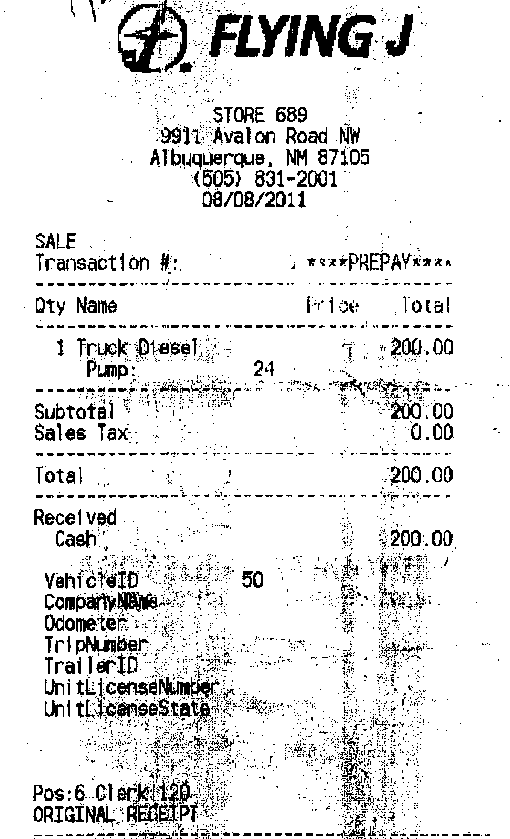 FLYING J
STORE 689
9911 Avalon Road NW
Albuquerque, NM 87105
(505) 831-2001
08/08/2011
SALE
Transaction #: ****PREPAY****
Qty Name Price Total
1 Truck Diesel 200.00
Pump: 24
Subtotal 200.00
Sales Tax 0.00
Total 200.00
Received
Cash 200.00
VehicleID 50
CompanyName
Odometer
TripNumber
TrailerID
UnitLicenseNumber
UnitLicenseState
Pos:6 Clerk:120
ORIGINAL RECEIPT